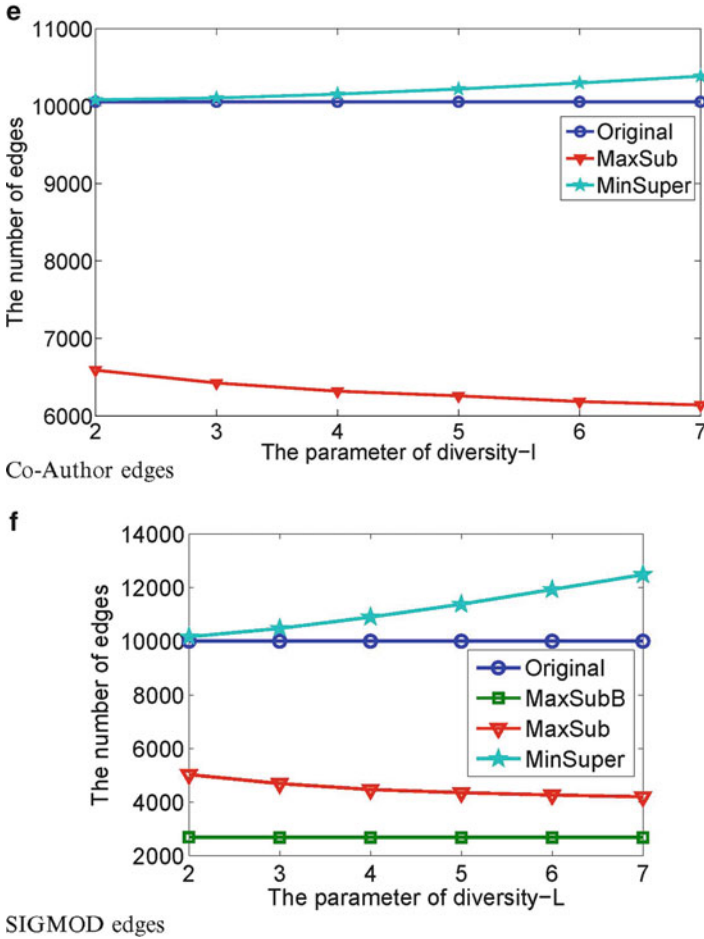 e
11000
10000
9000
8000
7000
6000
The number of edges
Original
MaxSub
MinSuper
2 3 4 5 6 7
The parameter of diversity-l
Co-Author edges
f
14000
12000
10000
8000
6000
4000
2000
The number of edges
Original
MaxSubB
MaxSub
MinSuper
2 3 4 5 6 7
The parameter of diversity-L
SIGMOD edges